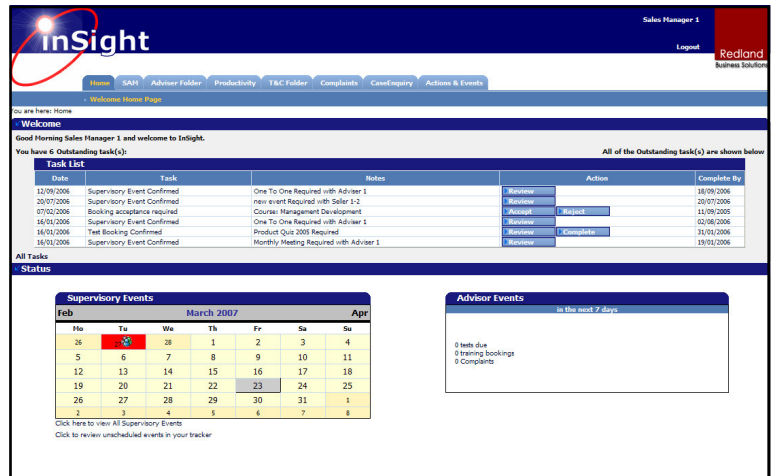 Sales Manager 1
inSight
Logout
Redland
Business Solutions
Home SAM Adviser Folder Productivity T&C Folder Complaints CaseEnquiry Actions & Events
Welcome Home Page
You are here: Home
Welcome
Good Morning Sales Manager 1 and welcome to InSight.
You have 6 Outstanding task(s): All of the Outstanding task(s) are shown below
Task List
Date Task Notes Action Complete By
12/09/2006 Supervisory Event Confirmed One To One Required with Adviser 1 Review 18/09/2006
20/07/2006 Supervisory Event Confirmed new event Required with Seller 1-2 Review 20/07/2006
07/02/2006 Booking acceptance required Course: Management Development Accept Reject 11/09/2005
16/01/2006 Supervisory Event Confirmed One To One Required with Adviser 1 Review 02/08/2006
16/01/2006 Test Booking Confirmed Product Quiz 2005 Required Review Complete 31/01/2006
16/01/2006 Supervisory Event Confirmed Monthly Meeting Required with Adviser 1 Review 19/01/2006
All Tasks
Status
Supervisory Events
Feb March 2007 Apr
Mo Tu We Th Fr Sa Su
26 27 28 1 2 3 4
5 6 7 8 9 10 11
12 13 14 15 16 17 18
19 20 21 22 23 24 25
26 27 28 29 30 31 1
2 3 4 5 6 7 8
Click here to view All Supervisory Events
Click to review unscheduled events in your tracker
Advisor Events
in the next 7 days
0 tests due
0 training bookings
0 Complaints